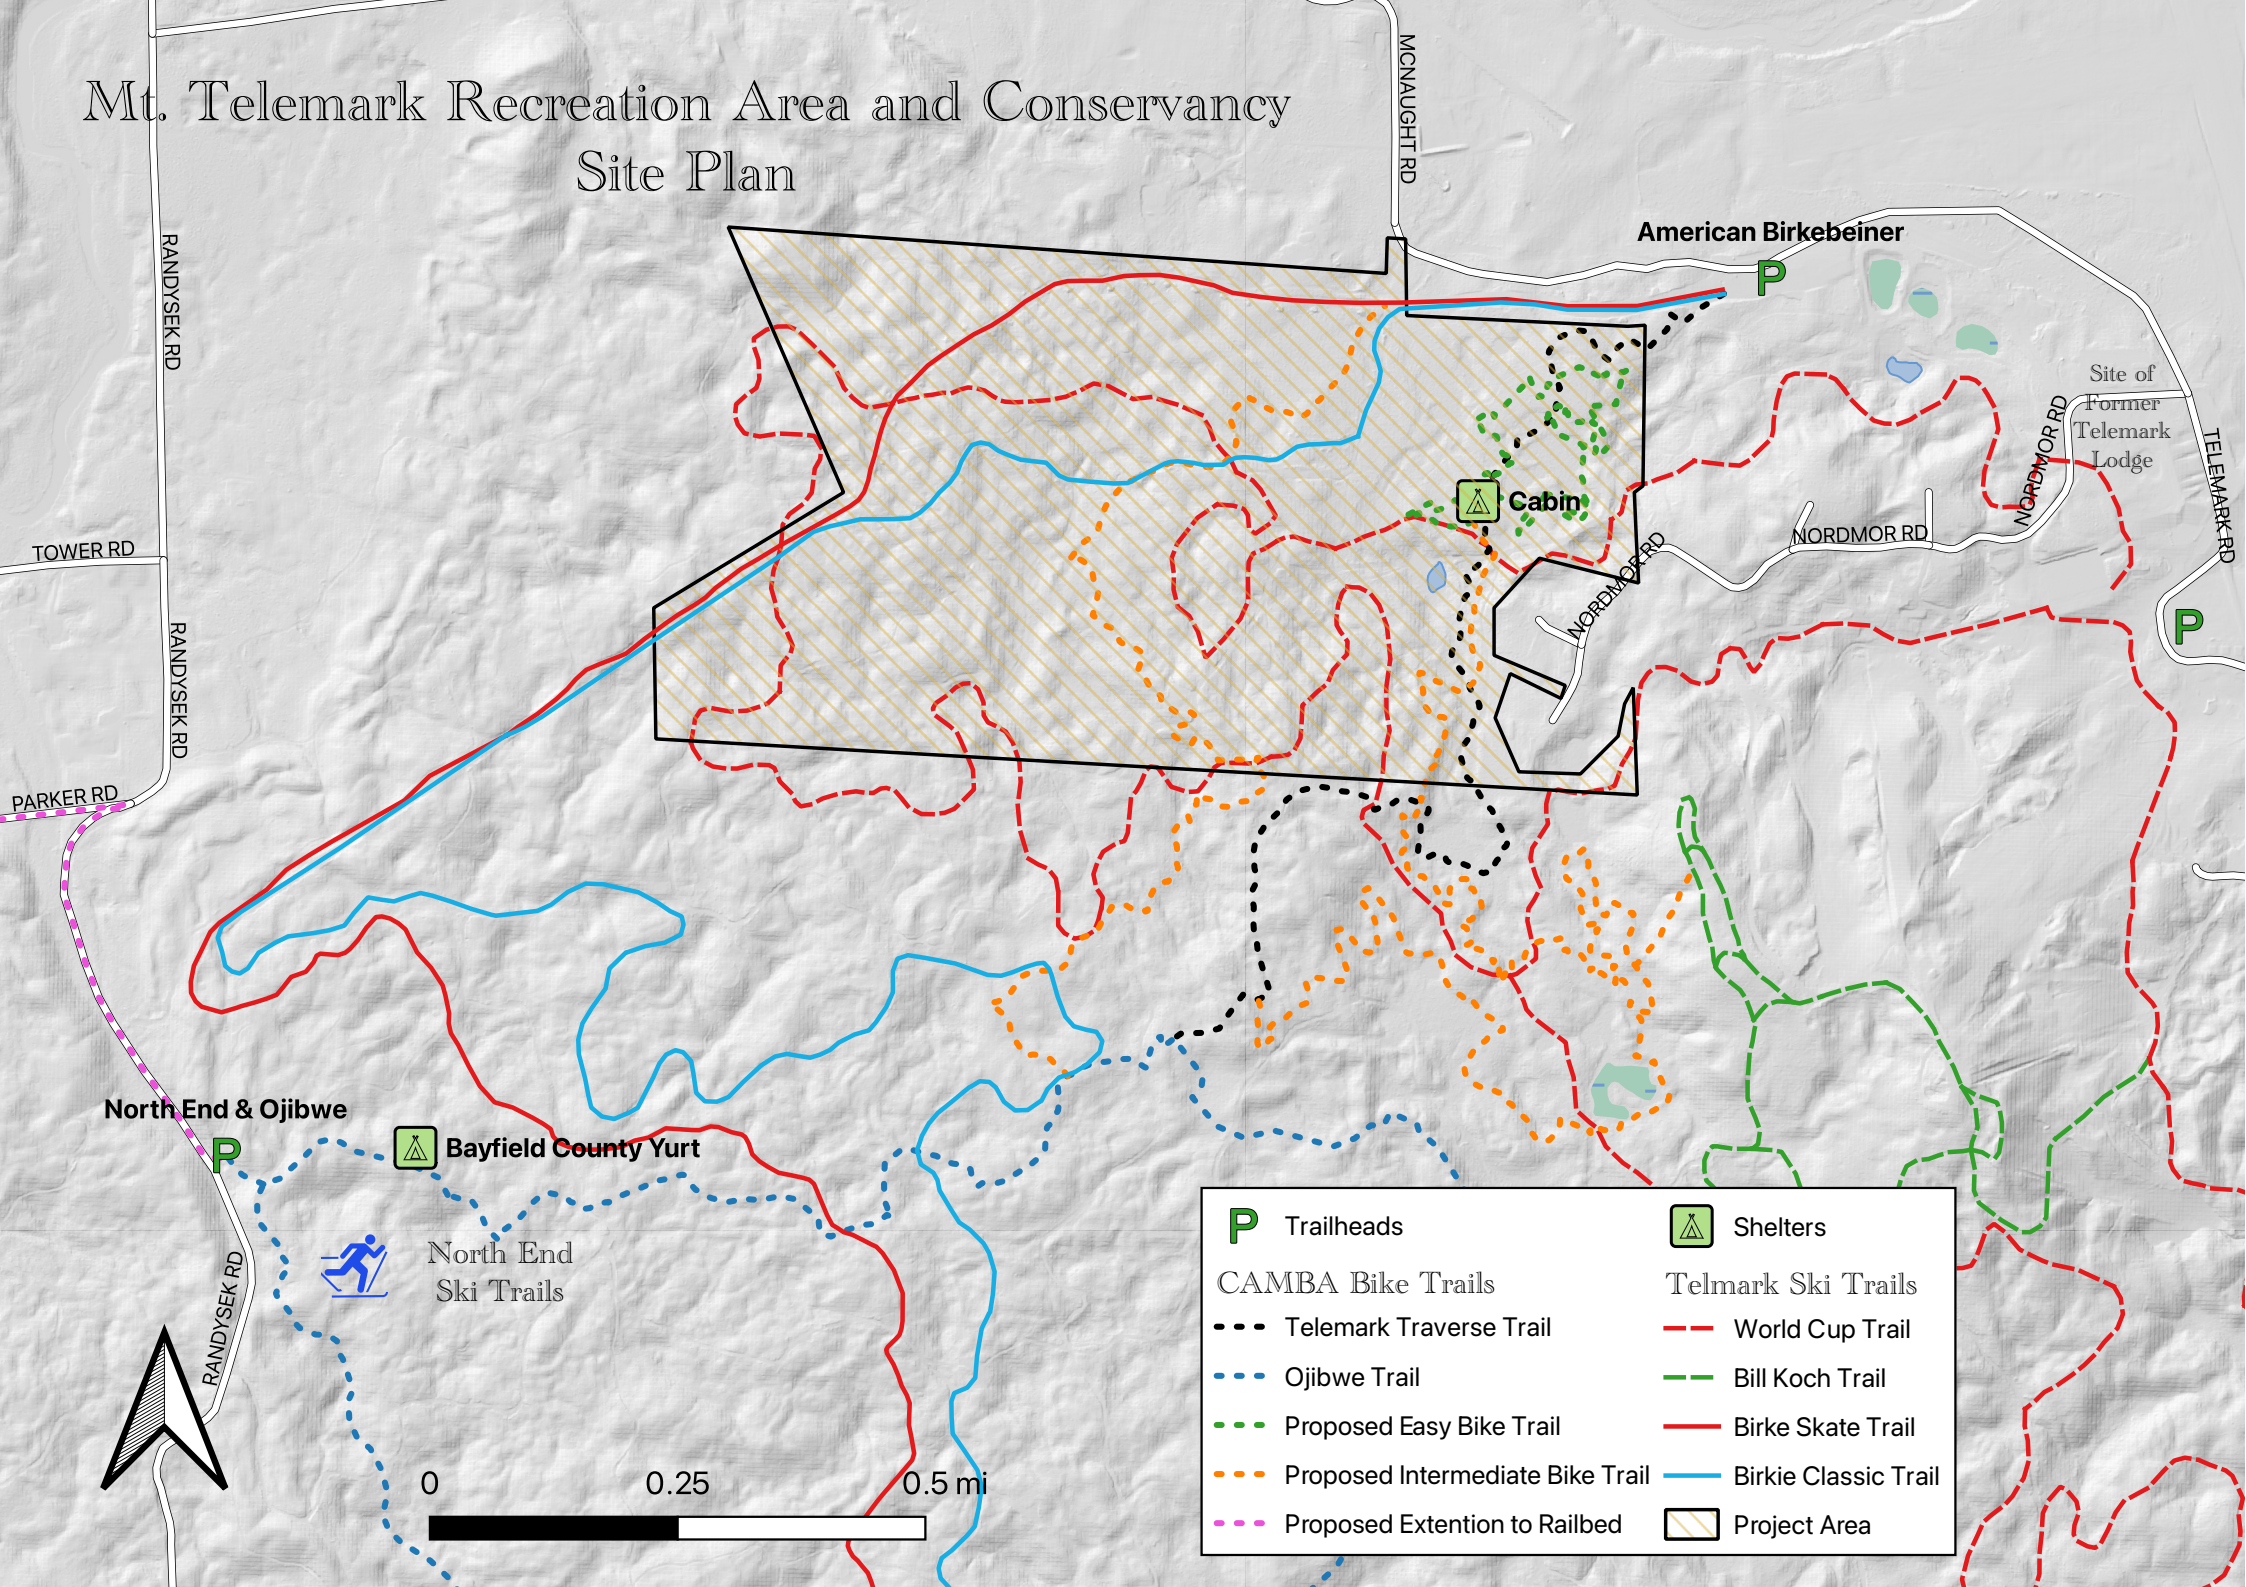 Mt. Telemark Recreation Area and Conservancy
Site Plan
MCNAUGHT RD
RANDYSEK RD
American Birkebeiner
P
Site of
Former
Telemark
Lodge
NORDMOR RD
TELEMARK RD
Cabin
NORDMOR RD
NORDMOR RD
TOWER RD
P
RANDYSEK RD
PARKER RD
North End & Ojibwe
P
Bayfield County Yurt
North End
Ski Trails
RANDYSEK RD
0 0.25 0.5 mi
P Trailheads
Shelters
CAMBA Bike Trails
Telemark Traverse Trail
Ojibwe Trail
Proposed Easy Bike Trail
Proposed Intermediate Bike Trail
Proposed Extention to Railbed
Telmark Ski Trails
World Cup Trail
Bill Koch Trail
Birke Skate Trail
Birkie Classic Trail
Project Area